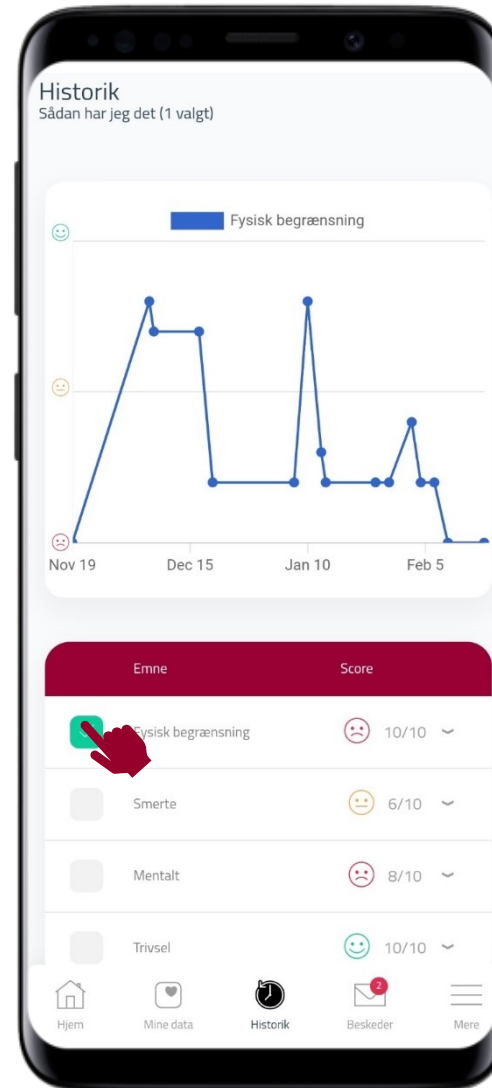 Historik
Sådan har jeg det (1 valgt)
Fysisk begrænsning
Nov 19 Dec 15 Jan 10 Feb 5
Emne Score
Fysisk begrænsning 10/10
Smerte 6/10
Mentalt 8/10
Trivsel 10/10
2
Hjem Mine data Historik Beskeder Mere